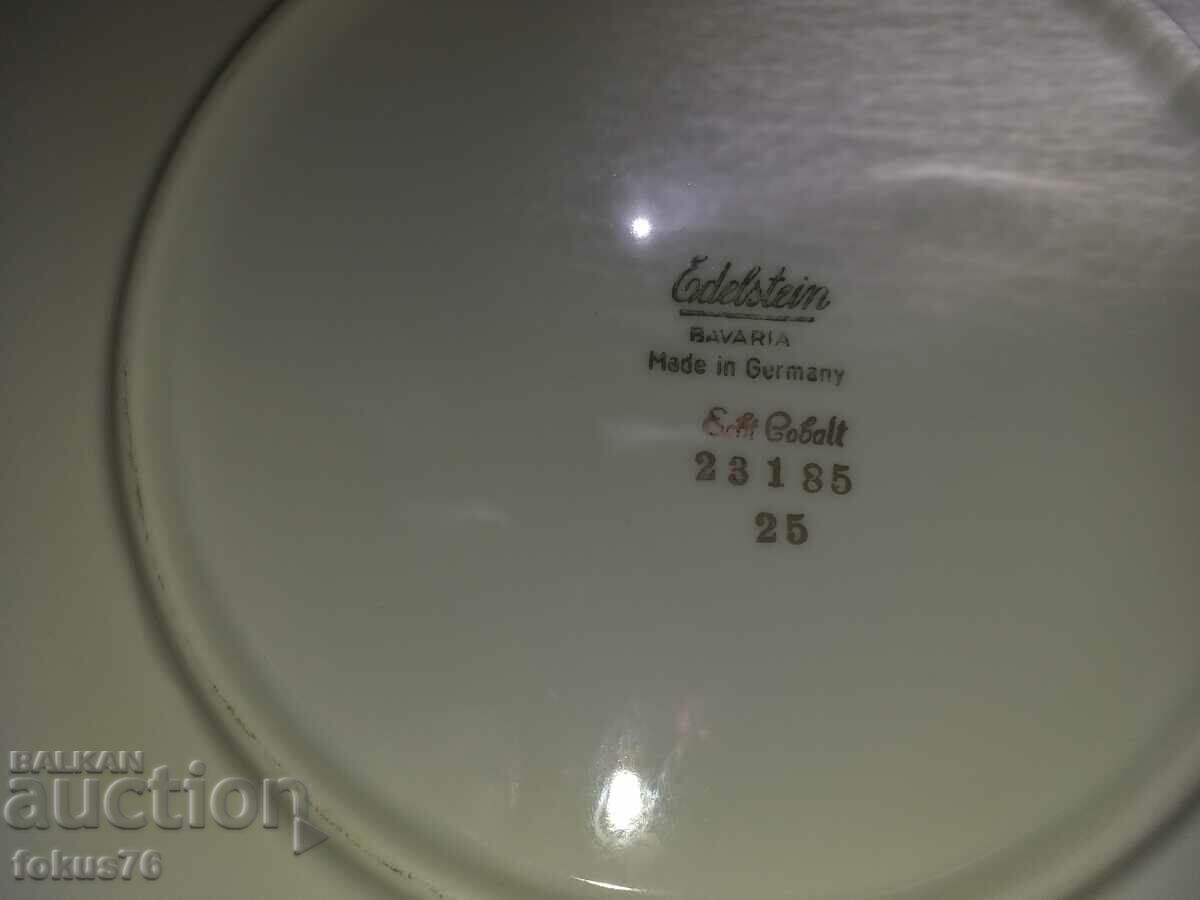 Edelstein
BAVARIA
Made in Germany
Echt Cobalt
23185
25
BALKAN
auction
fokus76